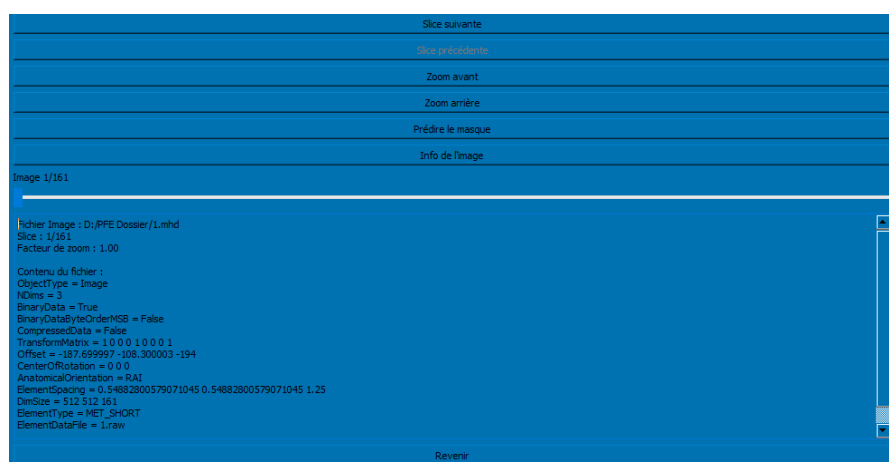 Slice suivante
Slice précédente
Zoom avant
Zoom arrière
Prédire le masque
Info de l'image
Image 1/161
Fichier Image : D:/PFE Dossier/1.mhd
Slice : 1/161
Facteur de zoom : 1.00
Contenu du fichier :
ObjectType = Image
NDims = 3
BinaryData = True
BinaryDataByteOrderMSB = False
CompressedData = False
TransformMatrix = 1 0 0 0 1 0 0 0 1
Offset = -187.699997 -108.300003 -194
CenterOfRotation = 0 0 0
AnatomicalOrientation = RAI
ElementSpacing = 0.54882800579071045 0.54882800579071045 1.25
DimSize = 512 512 161
ElementType = MET_SHORT
ElementDataFile = 1.raw
Revenir